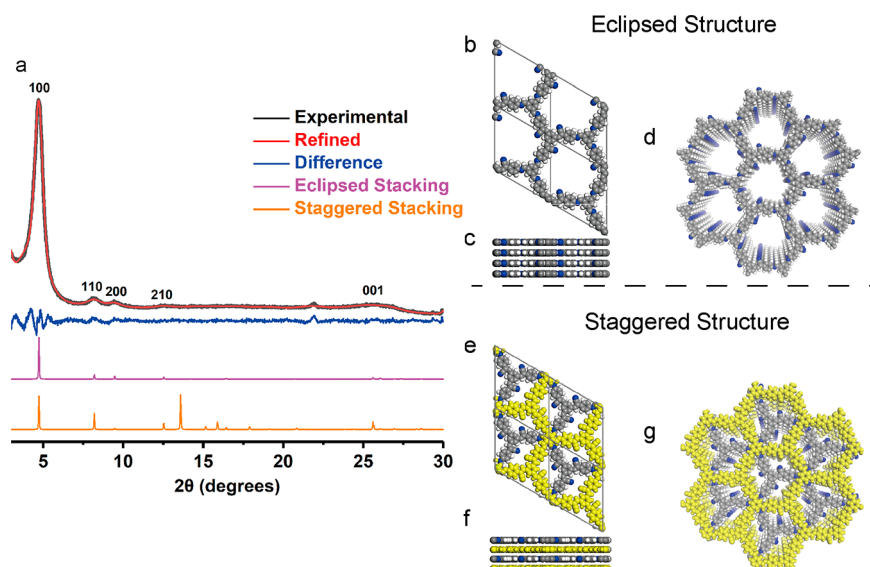 Eclipsed Structure
a
b
100
Experimental
Refined
Difference
Eclipsed Stacking
Staggered Stacking
d
c
110
200
210
001
Staggered Structure
e
g
f
5
10
15
20
25
30
2θ (degrees)